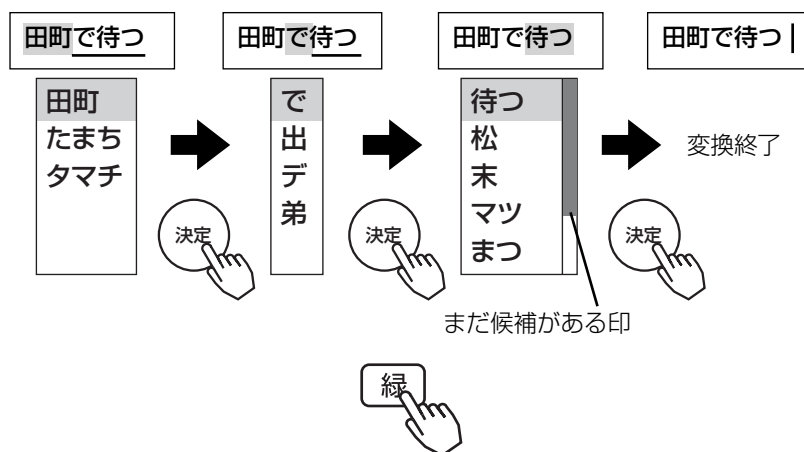 田町で待つ
田町で待つ
田町で待つ
田町で待つ
田町
たまち
タマチ
決定
で
出
デ
弟
決定
待つ
松
末
マツ
まつ
決定
変換終了
まだ候補がある印
緑